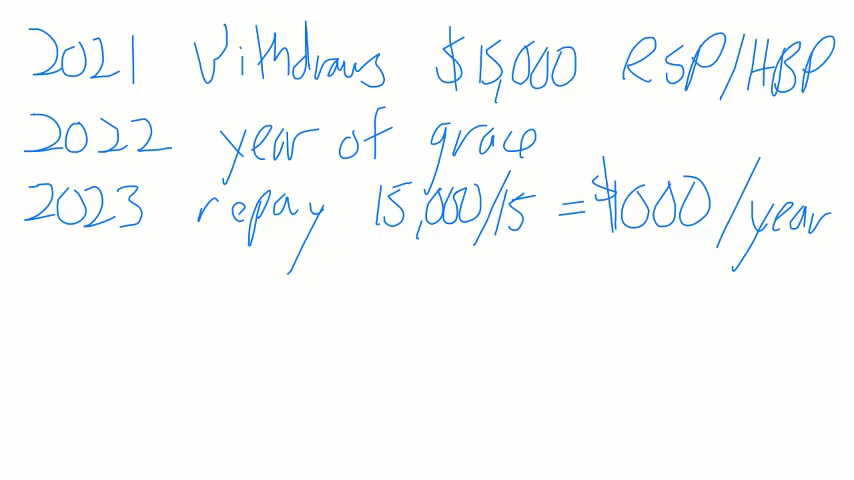 2021 Withdraws $15,000 RSP/HBP
2022 year of grace
2023 repay 15,000/15 = $1000/year